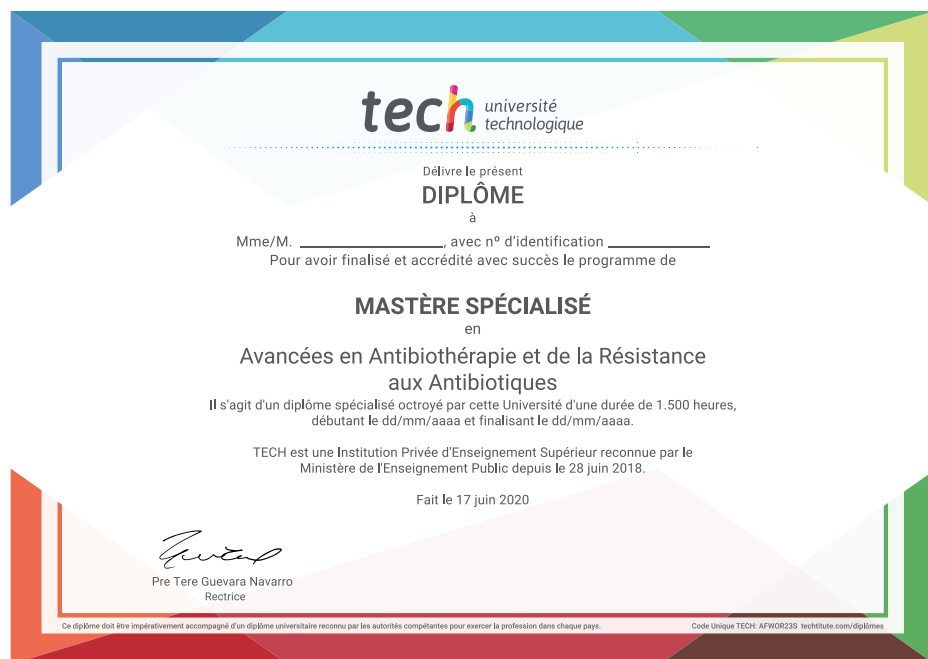 tech université
technologique
Délivre le présent
DIPLÔME
à
Mme/M. ____________, avec nº d'identification ____________
Pour avoir finalisé et accrédité avec succès le programme de
MASTÈRE SPÉCIALISÉ
en
Avancées en Antibiothérapie et de la Résistance
aux Antibiotiques
Il s'agit d'un diplôme spécialisé octroyé par cette Université d'une durée de 1.500 heures,
débutant le dd/mm/aaaa et finalisant le dd/mm/aaaa.
TECH est une Institution Privée d'Enseignement Supérieur reconnue par le
Ministère de l'Enseignement Public depuis le 28 juin 2018.
Fait le 17 juin 2020
Pre Tere Guevara Navarro
Rectrice
Ce diplôme doit être impérativement accompagné d'un diplôme universitaire reconnu par les autorités compétantes pour exercer la profession dans chaque pays.
Code Unique TECH: AFWOR23S techtitute.com/diplômes